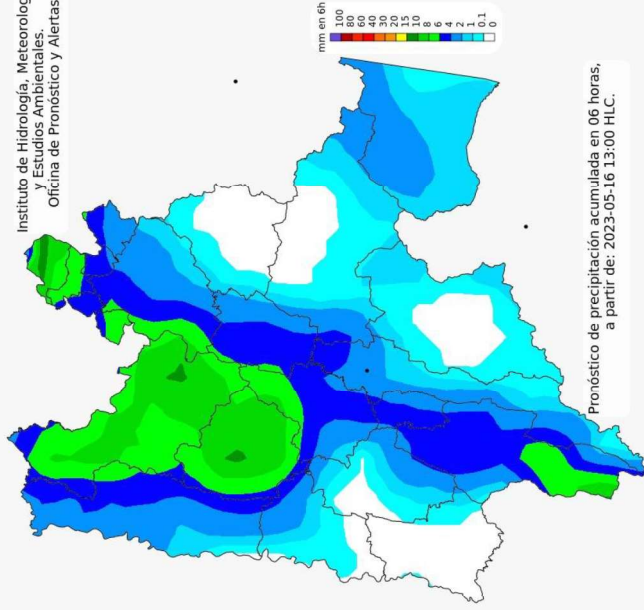 Instituto de Hidrología, Meteorolog
y Estudios Ambientales.
Oficina de Pronóstico y Alertas
mm en 6h
100
80
60
40
30
20
15
10
8
6
4
2
1
0.1
0
Pronóstico de precipitación acumulada en 06 horas,
a partir de: 2023-05-16 13:00 HLC.